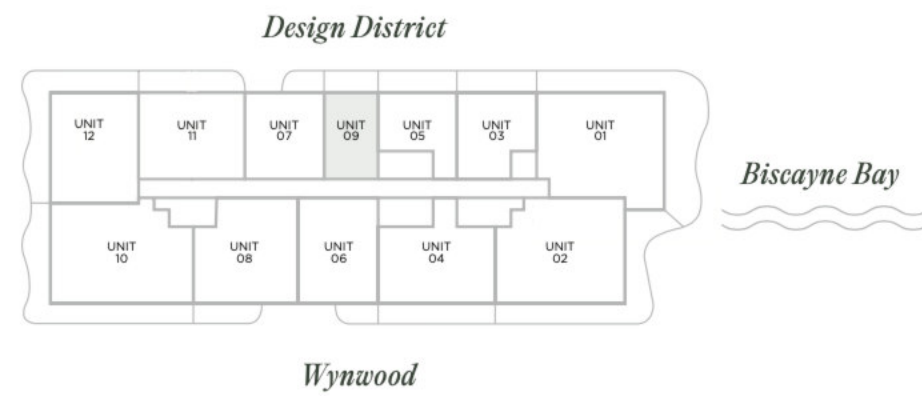 Design District
UNIT
12
UNIT
11
UNIT
07
UNIT
09
UNIT
05
UNIT
03
UNIT
01
Biscayne Bay
UNIT
10
UNIT
08
UNIT
06
UNIT
04
UNIT
02
Wynwood